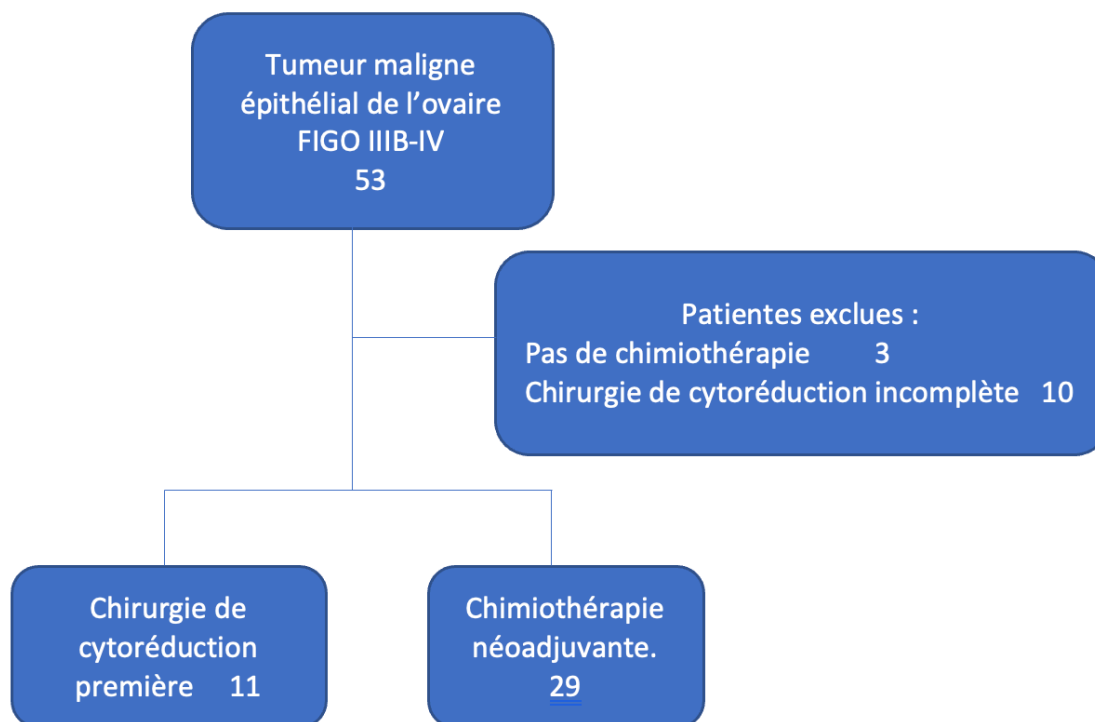 Tumeur maligne
épithélial de l’ovaire
FIGO IIIB-IV
53
Patientes exclues :
Pas de chimiothérapie 3
Chirurgie de cytoréduction incomplète 10
Chirurgie de
cytoréduction
première 11
Chimiothérapie
néoadjuvante.
29